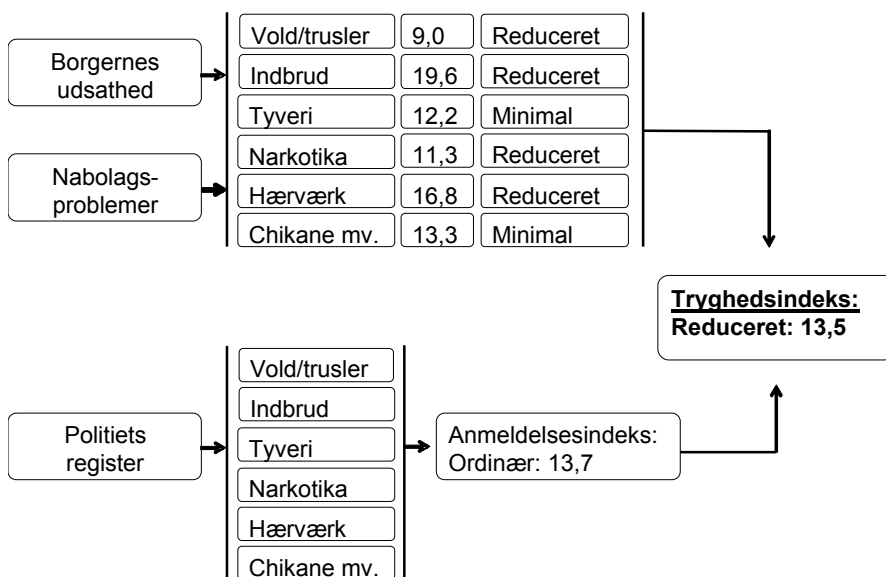 Borgernes
udsathed
Nabolags-
problemer
Vold/trusler 9,0 Reduceret
Indbrud 19,6 Reduceret
Tyveri 12,2 Minimal
Narkotika 11,3 Reduceret
Hærværk 16,8 Reduceret
Chikane mv. 13,3 Minimal
Tryghedsindeks:
Reduceret: 13,5
Politiets
register
Vold/trusler
Indbrud
Tyveri
Narkotika
Hærværk
Chikane mv.
Anmeldelsesindeks:
Ordinær: 13,7